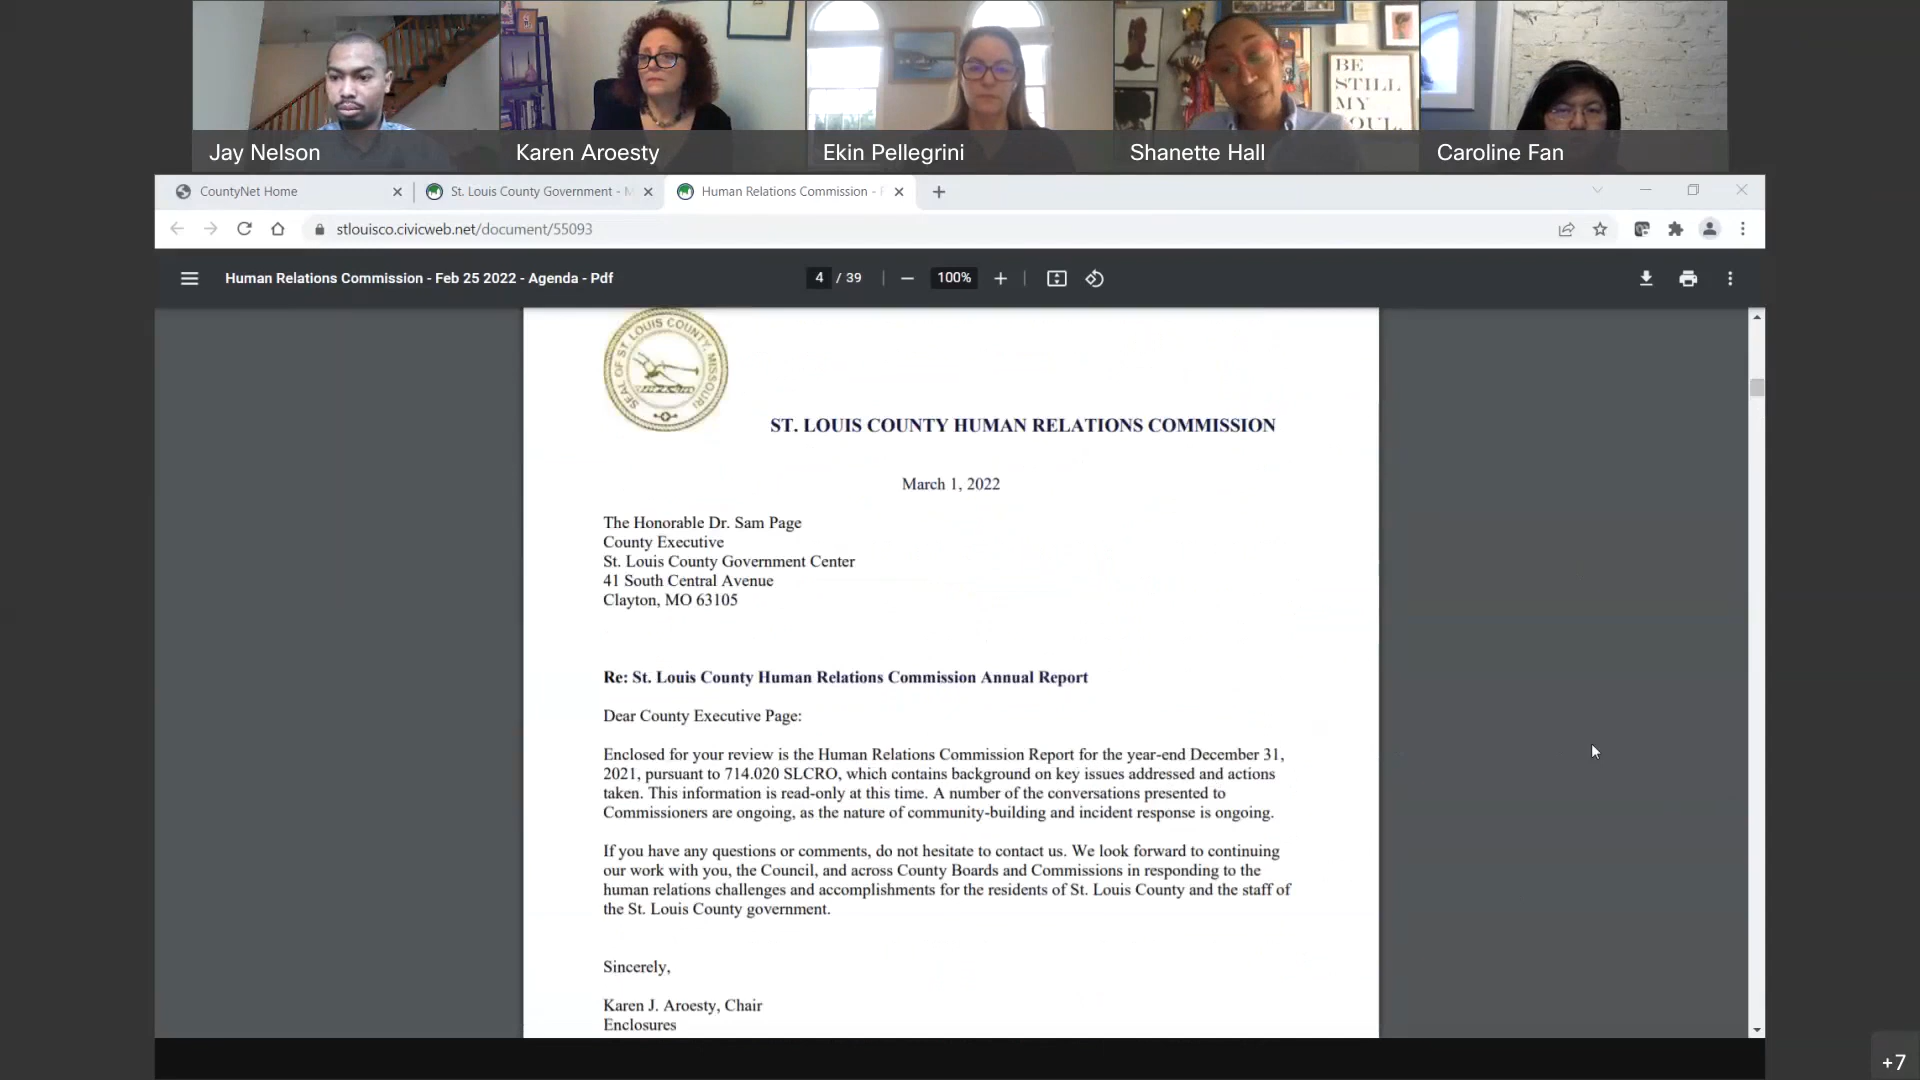 BE
STILL
MY
Jay Nelson
Karen Aroesty
Ekin Pellegrini
Shanette Hall
Caroline Fan
CountyNet Home
St. Louis County Government -
Human Relations Commission -
stlouisco.civicweb.net/document/55093
Human Relations Commission - Feb 25 2022 - Agenda - Pdf
4 / 39
100%
SEAL OF ST. LOUIS COUNTY, MISSOURI
ST. LOUIS COUNTY HUMAN RELATIONS COMMISSION
March 1, 2022
The Honorable Dr. Sam Page
County Executive
St. Louis County Government Center
41 South Central Avenue
Clayton, MO 63105
Re: St. Louis County Human Relations Commission Annual Report
Dear County Executive Page:
Enclosed for your review is the Human Relations Commission Report for the year-end December 31,
2021, pursuant to 714.020 SLCRO, which contains background on key issues addressed and actions
taken. This information is read-only at this time. A number of the conversations presented to
Commissioners are ongoing, as the nature of community-building and incident response is ongoing.
If you have any questions or comments, do not hesitate to contact us. We look forward to continuing
our work with you, the Council, and across County Boards and Commissions in responding to the
human relations challenges and accomplishments for the residents of St. Louis County and the staff of
the St. Louis County government.
Sincerely,
Karen J. Aroesty, Chair
Enclosures
+7